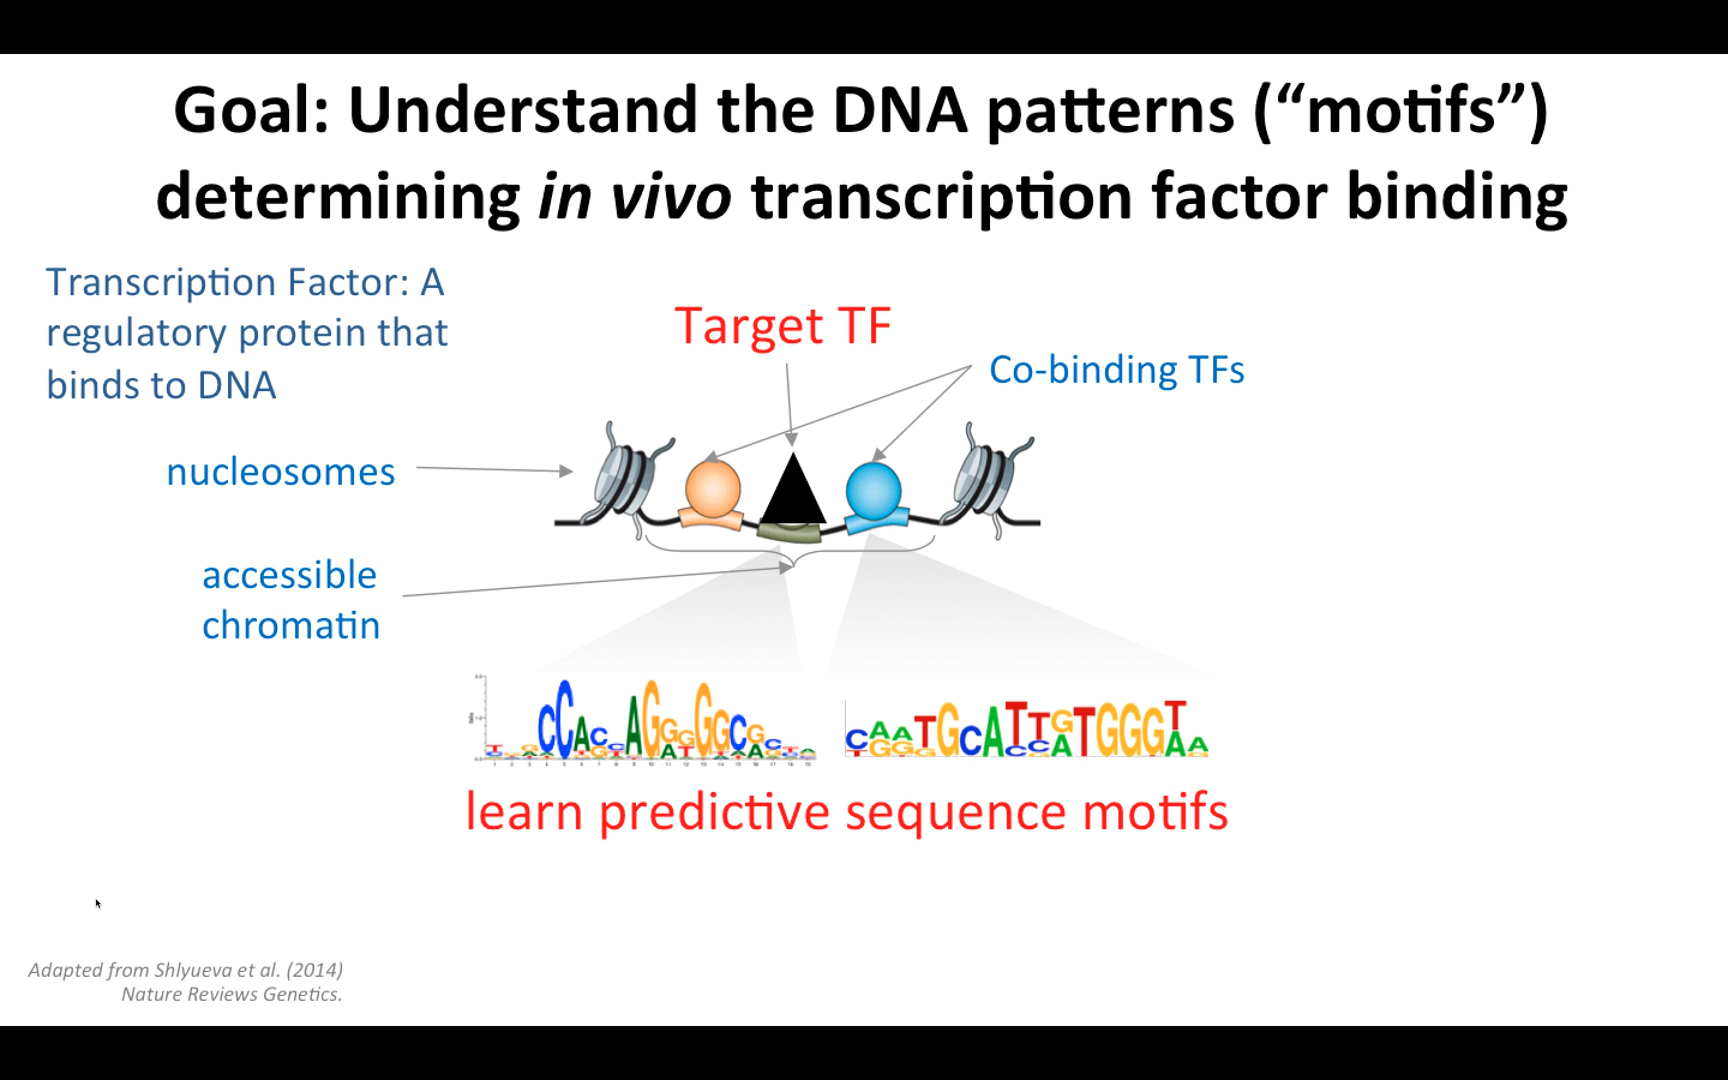 Goal: Understand the DNA patterns (“motifs”)
determining in vivo transcription factor binding
Transcription Factor: A
regulatory protein that
binds to DNA
Target TF
Co-binding TFs
nucleosomes
accessible
chromatin
learn predictive sequence motifs
Adapted from Shlyueva et al. (2014)
Nature Reviews Genetics.